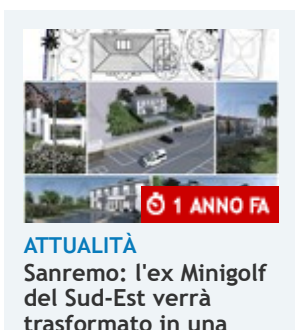 1 ANNO FA
ATTUALITÀ
Sanremo: l'ex Minigolf
del Sud-Est verrà
trasformato in una